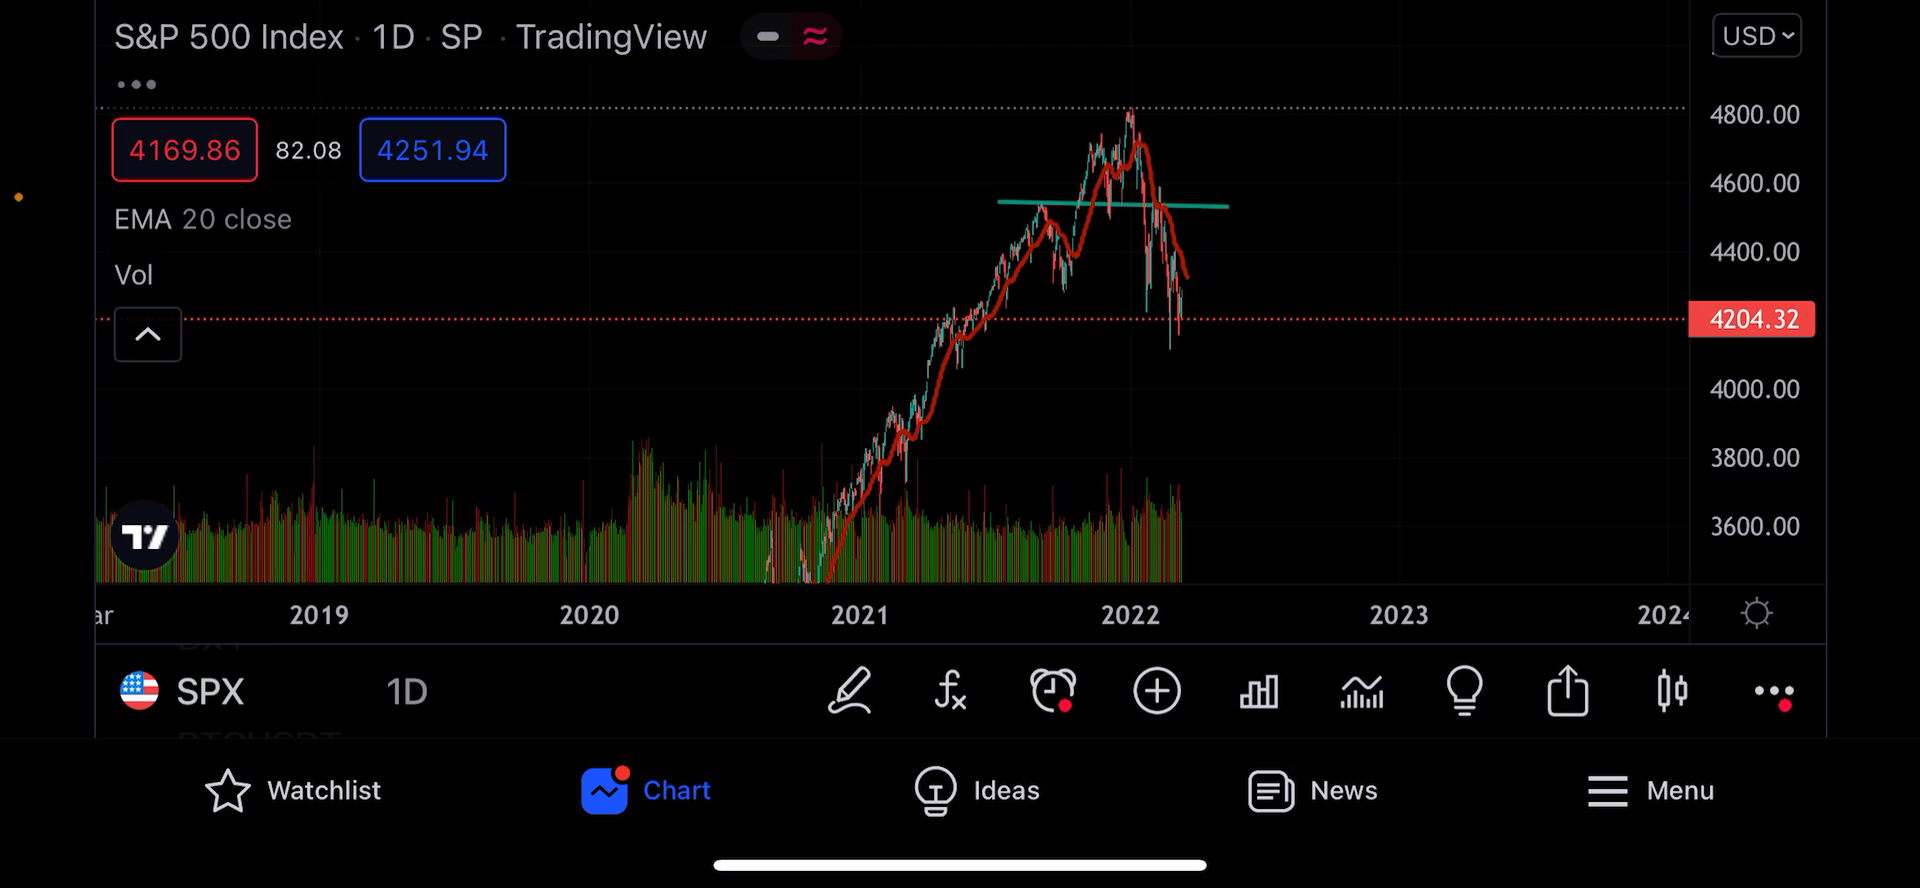 S&P 500 Index · 1D · SP · TradingView
USD
4169.86 82.08 4251.94
EMA 20 close
Vol
4800.00
4600.00
4400.00
4204.32
4000.00
3800.00
3600.00
ar 2019 2020 2021 2022 2023 2024
SPX 1D
Watchlist Chart Ideas News Menu